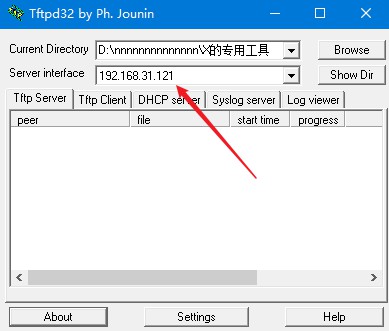 Tftpd32 by Ph. Jounin
Current Directory D:\nnnnnnnnnnnnnn\X的专用工具 Browse
Server interface 192.168.31.121 Show Dir
Tftp Server Tftp Client DHCP server Syslog server Log viewer
peer file start time progress
About Settings Help